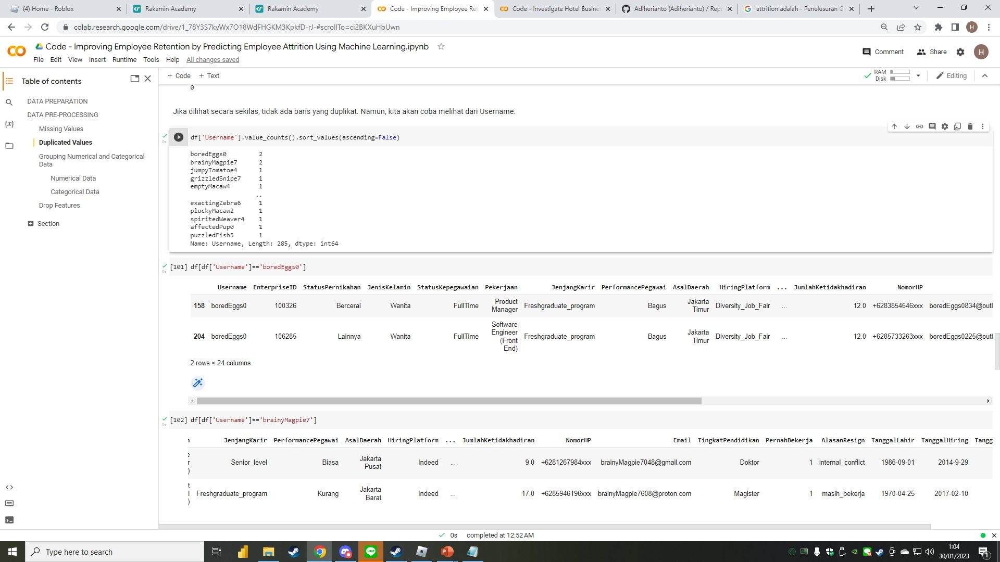 (4) Home - Roblox
Rakamin Academy
Rakamin Academy
Code - Improving Employee Ret
Code - Investigate Hotel Busines
Adiherianto (Adiherianto) / Repo
attrition adalah - Penelusuran G
colab.research.google.com/drive/1_78Y3S7kyWx7O18WdFHGKM3KpkfD-rJ-#scrollTo=ci2BKXuHbUwn
H
Code - Improving Employee Retention by Predicting Employee Attrition Using Machine Learning.ipynb
File Edit View Insert Runtime Tools Help All changes saved
Comment Share H
Table of contents
+ Code + Text
RAM
Disk
Editing
DATA PREPARATION
DATA PRE-PROCESSING
Missing Values
Duplicated Values
Grouping Numerical and Categorical
Data
Numerical Data
Categorical Data
Drop Features
Section
{x}
0
Jika dilihat secara sekilas, tidak ada baris yang duplikat. Namun, kita akan coba melihat dari Username.
0s
df['Username'].value_counts().sort_values(ascending=False)
boredEggs0 2
brainyMagpie7 2
jumpyTomatoe4 1
grizzledSnipe7 1
emptyMacaw4 1
..
exactingZebra6 1
pluckyMacaw2 1
spiritedWeaver4 1
affectedPup0 1
puzzledFish5 1
Name: Username, Length: 285, dtype: int64
0s
[101] df[df['Username']=='boredEggs0']
Username EnterpriseID StatusPernikahan JenisKelamin StatusKepegawaian Pekerjaan JenjangKarir PerformancePegawai AsalDaerah HiringPlatform ... JumlahKetidakhadiran NomorHP
158 boredEggs0 100326 Bercerai Wanita FullTime Product Manager Freshgraduate_program Bagus Jakarta Timur Diversity_Job_Fair ... 12.0 +6283854646xxx boredEggs0834@outl
204 boredEggs0 106285 Lainnya Wanita FullTime Software Engineer (Front End) Freshgraduate_program Bagus Jakarta Timur Diversity_Job_Fair ... 12.0 +6285733263xxx boredEggs0225@outl
2 rows × 24 columns
0s
[102] df[df['Username']=='brainyMagpie7']
JenjangKarir PerformancePegawai AsalDaerah HiringPlatform ... JumlahKetidakhadiran NomorHP Email TingkatPendidikan PernahBekerja AlasanResign TanggalLahir TanggalHiring Tangg
Senior_level Biasa Jakarta Pusat Indeed ... 9.0 +6281267984xxx brainyMagpie7048@gmail.com Doktor 1 internal_conflict 1986-09-01 2014-9-29
Freshgraduate_program Kurang Jakarta Barat Indeed ... 17.0 +6285946196xxx brainyMagpie7608@proton.com Magister 1 masih_bekerja 1970-04-25 2017-02-10
0s completed at 12:52 AM
Type here to search
1:04
30/01/2023
1